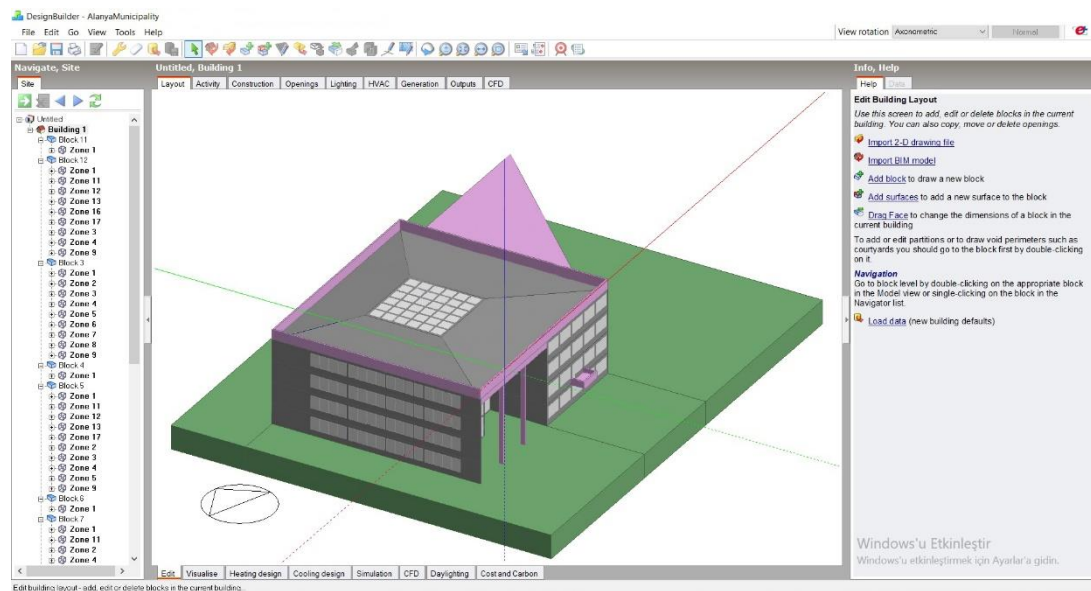 DesignBuilder - AlanyaMunicipality
File Edit Go View Tools Help
View rotation Axonometric Normal
Navigate, Site
Site
Untitled
Building 1
Block 11
Zone 1
Block 12
Zone 1
Zone 11
Zone 12
Zone 13
Zone 16
Zone 17
Zone 3
Zone 4
Zone 9
Block 3
Zone 1
Zone 2
Zone 3
Zone 4
Zone 5
Zone 6
Zone 7
Zone 8
Zone 9
Block 4
Zone 1
Block 5
Zone 1
Zone 11
Zone 12
Zone 13
Zone 17
Zone 2
Zone 3
Zone 4
Zone 5
Zone 9
Block 6
Zone 1
Block 7
Zone 1
Zone 11
Zone 2
Zone 4
Untitled, Building 1
Layout Activity Construction Openings Lighting HVAC Generation Outputs CFD
Edit Visualise Heating design Cooling design Simulation CFD Daylighting Cost and Carbon
Info, Help
Help Data
Edit Building Layout
Use this screen to add, edit or delete blocks in the current
building. You can also copy, move or delete openings.
Import 2-D drawing file
Import BIM model
Add block to draw a new block
Add surfaces to add a new surface to the block
Drag Face to change the dimensions of a block in the
current building
To add or edit partitions or to draw void perimeters such as
courtyards you should go to the block first by double-clicking
on it.
Navigation
Go to block level by double-clicking on the appropriate block
in the Model view or single-clicking on the block in the
Navigator list.
Load data (new building defaults)
Windows'u Etkinleştir
Windows'u etkinleştirmek için Ayarlar'a gidin.
Edit building layout - add, edit or delete blocks in the current building.